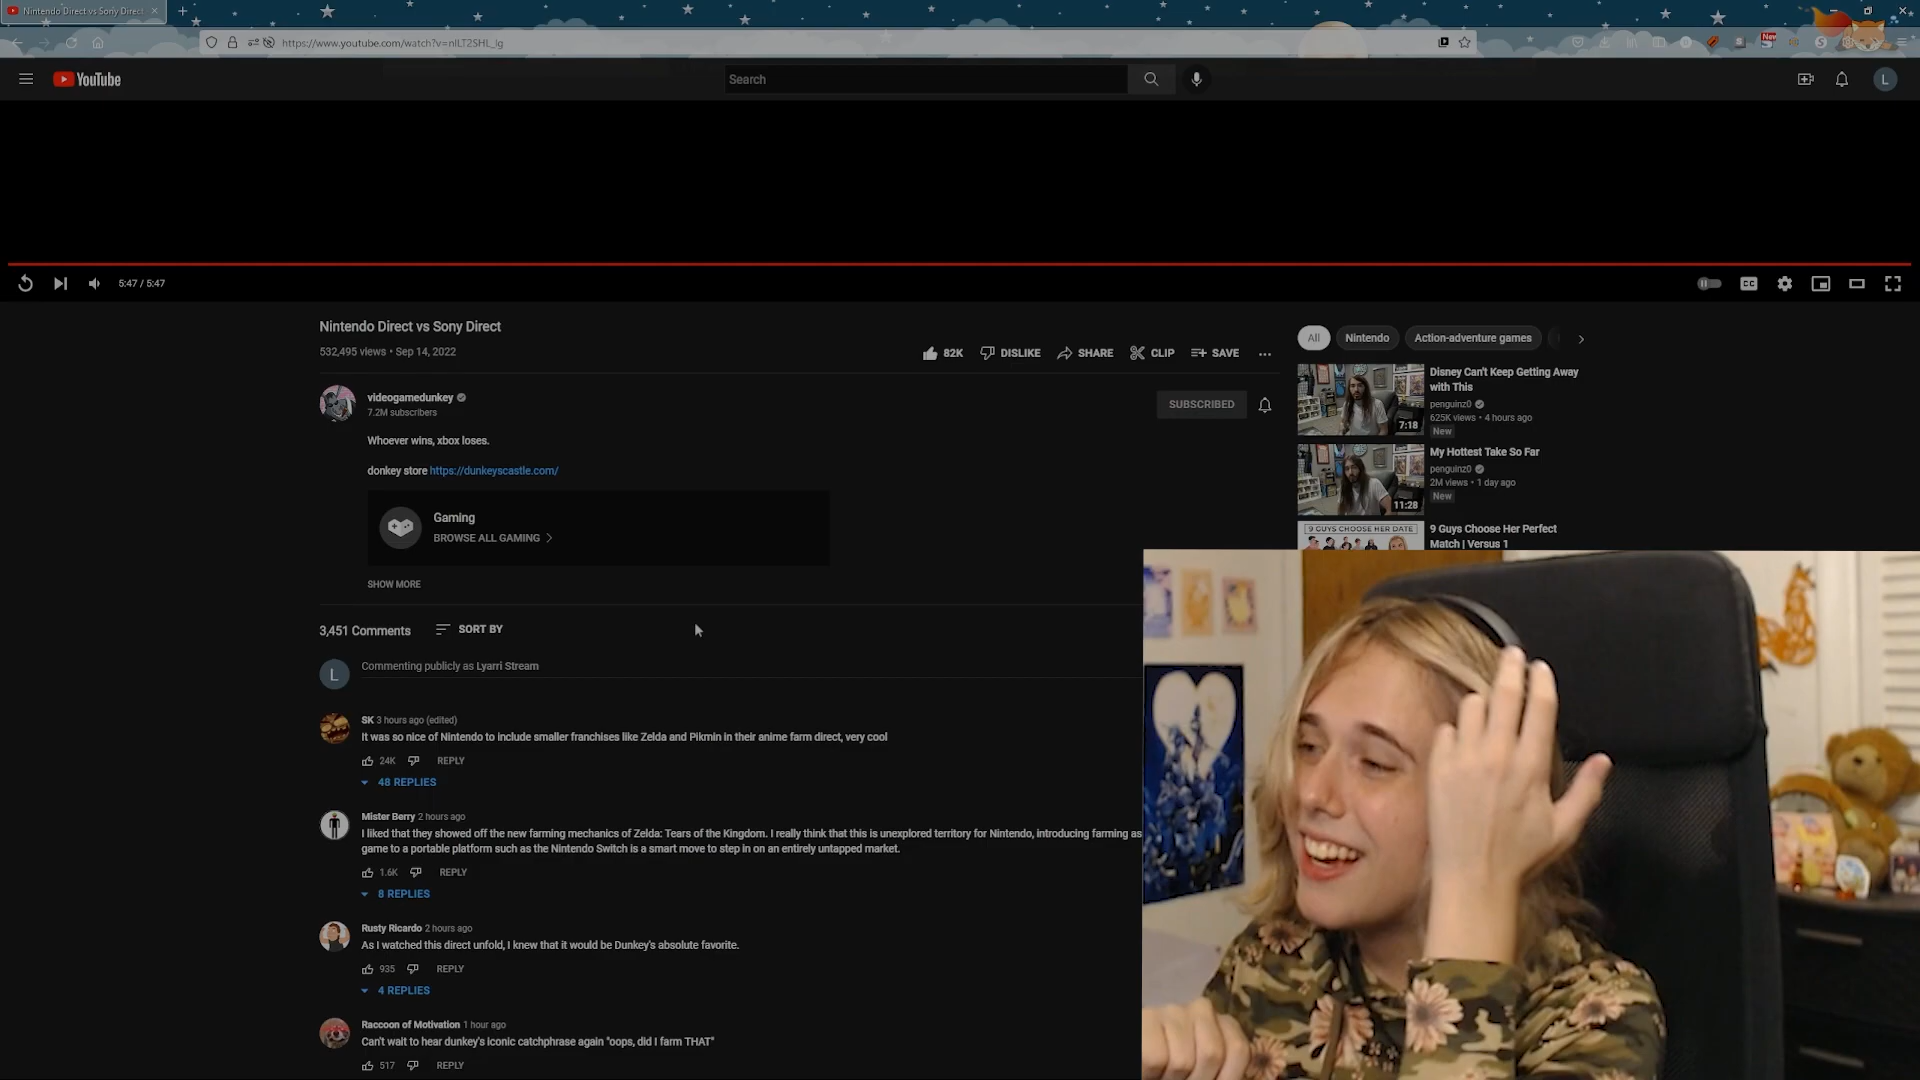 Nintendo Direct vs Sony Direct
https://www.youtube.com/watch?v=nILT2SHL_lg
New
YouTube
Search
L
5:47 / 5:47
CC
Nintendo Direct vs Sony Direct
532,495 views • Sep 14, 2022
82K
DISLIKE
SHARE
CLIP
SAVE
videogamedunkey
7.2M subscribers
SUBSCRIBED
Whoever wins, xbox loses.
donkey store https://dunkeyscastle.com/
Gaming
BROWSE ALL GAMING
SHOW MORE
All
Nintendo
Action-adventure games
Disney Can't Keep Getting Away
with This
penguinz0
625K views • 4 hours ago
New
7:18
My Hottest Take So Far
penguinz0
2M views • 1 day ago
New
11:28
9 GUYS CHOOSE HER DATE
9 Guys Choose Her Perfect
Match | Versus 1
3,451 Comments
SORT BY
L
Commenting publicly as Lyarri Stream
SK 3 hours ago (edited)
It was so nice of Nintendo to include smaller franchises like Zelda and Pikmin in their anime farm direct, very cool
24K
REPLY
48 REPLIES
Mister Berry 2 hours ago
I liked that they showed off the new farming mechanics of Zelda: Tears of the Kingdom. I really think that this is unexplored territory for Nintendo, introducing farming as
game to a portable platform such as the Nintendo Switch is a smart move to step in on an entirely untapped market.
1.6K
REPLY
8 REPLIES
Rusty Ricardo 2 hours ago
As I watched this direct unfold, I knew that it would be Dunkey's absolute favorite.
935
REPLY
4 REPLIES
Raccoon of Motivation 1 hour ago
Can't wait to hear dunkey's iconic catchphrase again "oops, did I farm THAT"
517
REPLY